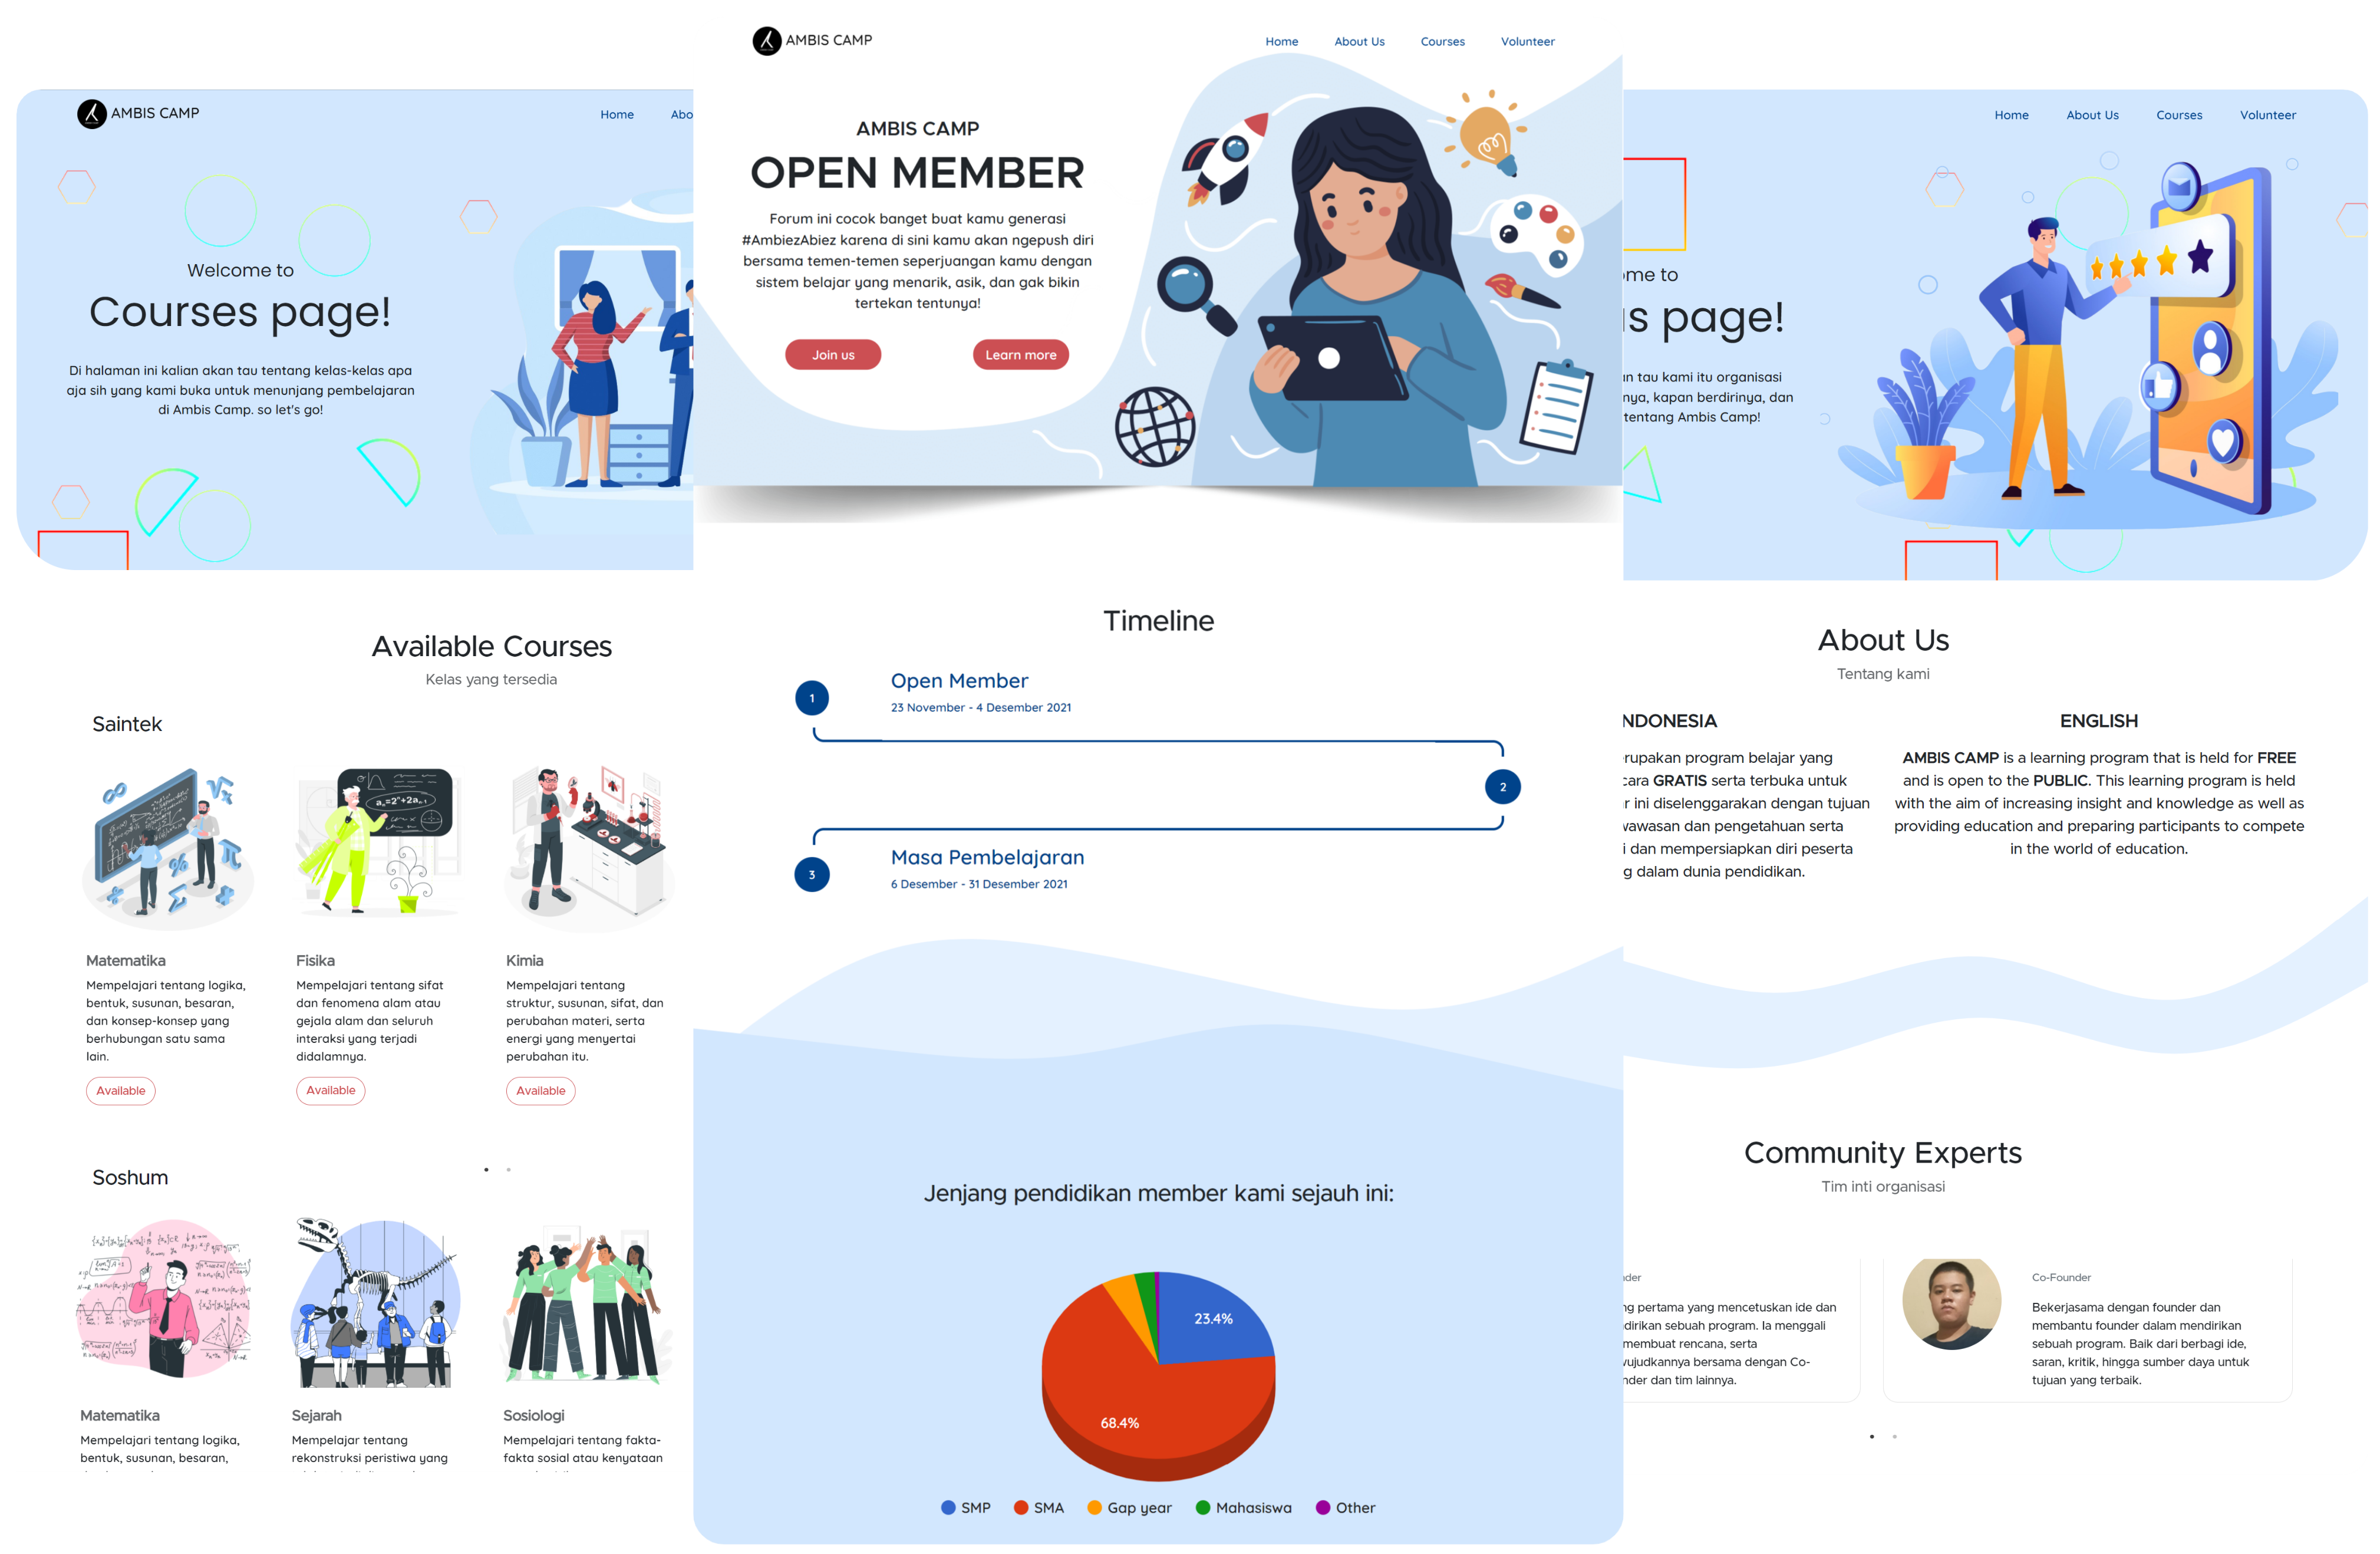 AMBIS CAMP
Home
Abo
Welcome to
Courses page!
Di halaman ini kalian akan tau tentang kelas-kelas apa
aja sih yang kami buka untuk menunjang pembelajaran
di Ambis Camp. so let's go!
Available Courses
Kelas yang tersedia
Saintek
Matematika
Mempelajari tentang logika,
bentuk, susunan, besaran,
dan konsep-konsep yang
berhubungan satu sama
lain.
Available
Fisika
Mempelajari tentang sifat
dan fenomena alam atau
gejala alam dan seluruh
interaksi yang terjadi
didalamnya.
Available
Kimia
Mempelajari tentang
struktur, susunan, sifat, dan
perubahan materi, serta
energi yang menyertai
perubahan itu.
Available
Soshum
Matematika
Mempelajari tentang logika,
bentuk, susunan, besaran,
Sejarah
Mempelajar tentang
rekonstruksi peristiwa yang
Sosiologi
Mempelajari tentang fakta-
fakta sosial atau kenyataan
AMBIS CAMP
Home
About Us
Courses
Volunteer
AMBIS CAMP
OPEN MEMBER
Forum ini cocok banget buat kamu generasi
#AmbiezAbiez karena di sini kamu akan ngepush diri
bersama temen-temen seperjuangan kamu dengan
sistem belajar yang menarik, asik, dan gak bikin
tertekan tentunya!
Join us
Learn more
Timeline
1
Open Member
23 November - 4 Desember 2021
2
3
Masa Pembelajaran
6 Desember - 31 Desember 2021
Jenjang pendidikan member kami sejauh ini:
23.4%
68.4%
SMP
SMA
Gap year
Mahasiswa
Other
Home
About Us
Courses
Volunteer
ome to
s page!
n tau kami itu organisasi
nya, kapan berdirinya, dan
tentang Ambis Camp!
About Us
Tentang kami
NDONESIA
rupakan program belajar yang
cara GRATIS serta terbuka untuk
r ini diselenggarakan dengan tujuan
wawasan dan pengetahuan serta
i dan mempersiapkan diri peserta
g dalam dunia pendidikan.
ENGLISH
AMBIS CAMP is a learning program that is held for FREE
and is open to the PUBLIC. This learning program is held
with the aim of increasing insight and knowledge as well as
providing education and preparing participants to compete
in the world of education.
Community Experts
Tim inti organisasi
nder
ng pertama yang mencetuskan ide dan
dirikan sebuah program. Ia menggali
membuat rencana, serta
wujudkannya bersama dengan Co-
nder dan tim lainnya.
Co-Founder
Bekerjasama dengan founder dan
membantu founder dalam mendirikan
sebuah program. Baik dari berbagi ide,
saran, kritik, hingga sumber daya untuk
tujuan yang terbaik.